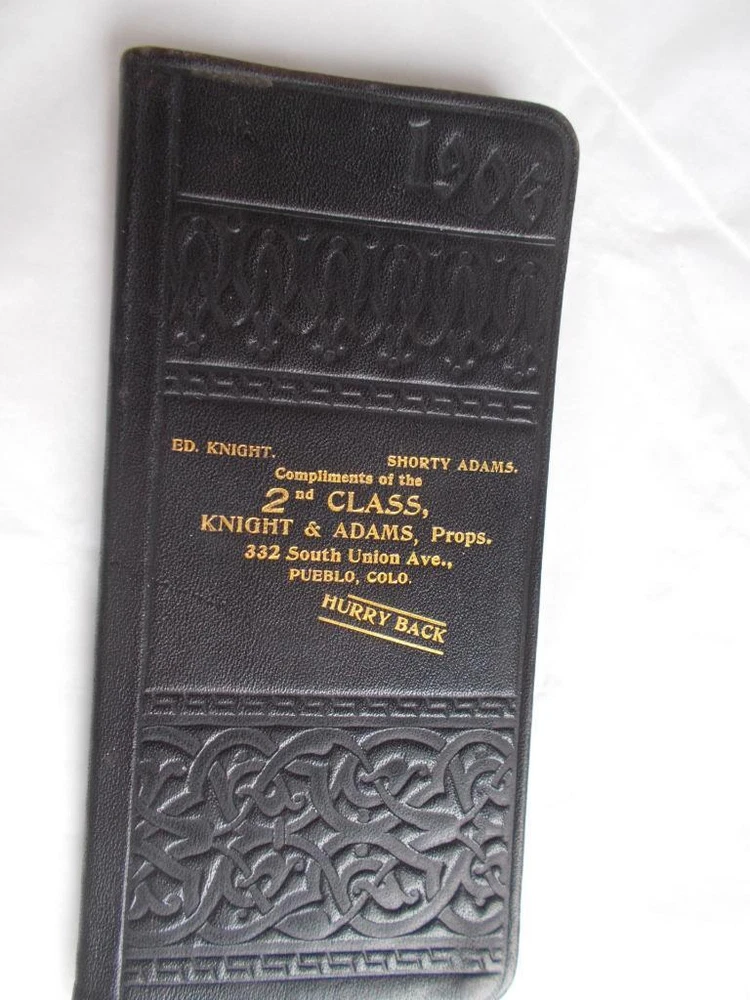 1906
ED. KNIGHT. SHORTY ADAMS.
Compliments of the
2nd CLASS,
KNIGHT & ADAMS, Props.
332 South Union Ave.,
PUEBLO, COLO.
HURRY BACK